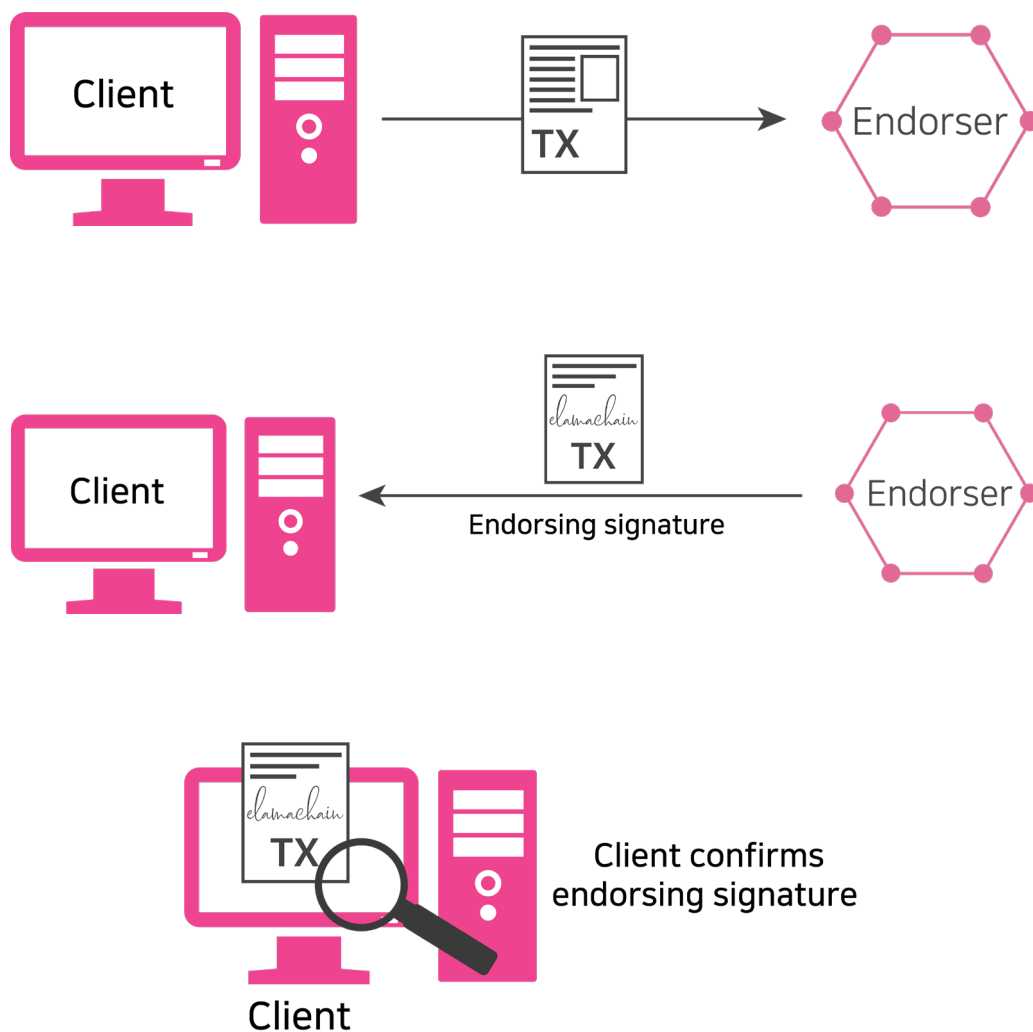 Client
TX
Endorser
Client
elamachain
TX
Endorsing signature
Endorser
elamachain
TX
Client confirms
endorsing signature
Client